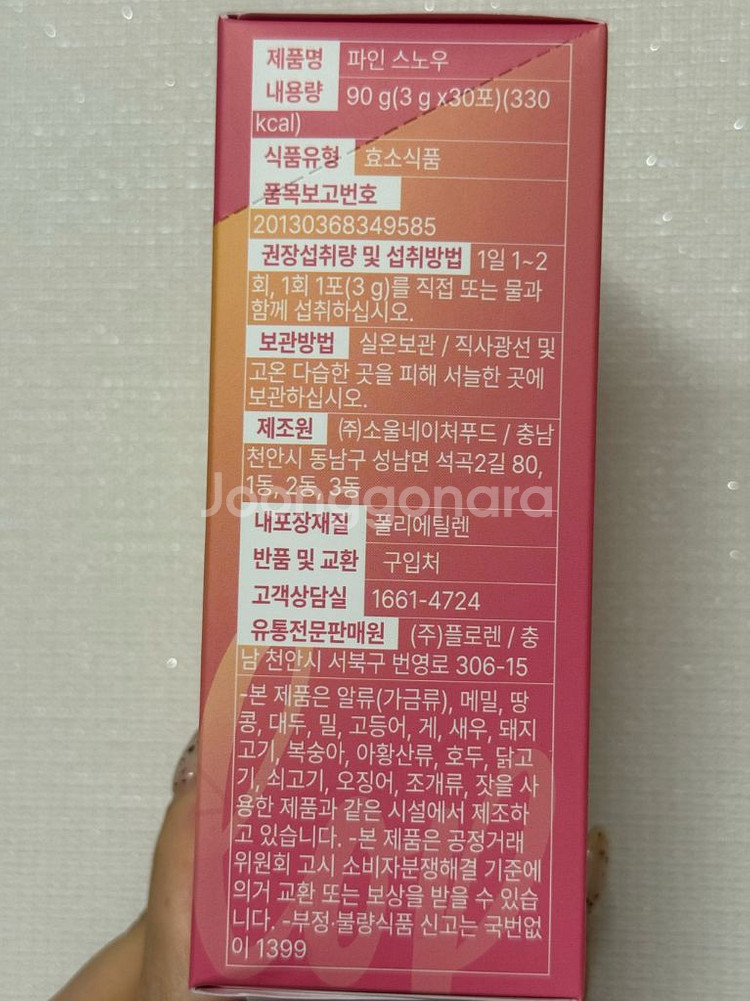 제품명 파인 스노우
내용량 90 g(3 g x30포)(330
kcal)
식품유형 효소식품
품목보고번호
20130368349585
권장섭취량 및 섭취방법 1일 1~2
회, 1회 1포(3 g)를 직접 또는 물과
함께 섭취하십시오.
보관방법 실온보관 / 직사광선 및
고온 다습한 곳을 피해 서늘한 곳에
보관하십시오.
제조원 ㈜소울네이처푸드 / 충남
천안시 동남구 성남면 석곡2길 80,
1동, 2동, 3동
Joonggonara
내포장재질 폴리에틸렌
반품 및 교환 구입처
고객상담실 1661-4724
유통전문판매원 (주)플로렌 / 충
남 천안시 서북구 번영로 306-15
-본 제품은 알류(가금류), 메밀, 땅
콩, 대두, 밀, 고등어, 게, 새우, 돼지
고기, 복숭아, 아황산류, 호두, 닭고
기, 쇠고기, 오징어, 조개류, 잣을 사
용한 제품과 같은 시설에서 제조하
고 있습니다. -본 제품은 공정거래
위원회 고시 소비자분쟁해결 기준에
의거 교환 또는 보상을 받을 수 있습
니다. -부정·불량식품 신고는 국번없
이 1399